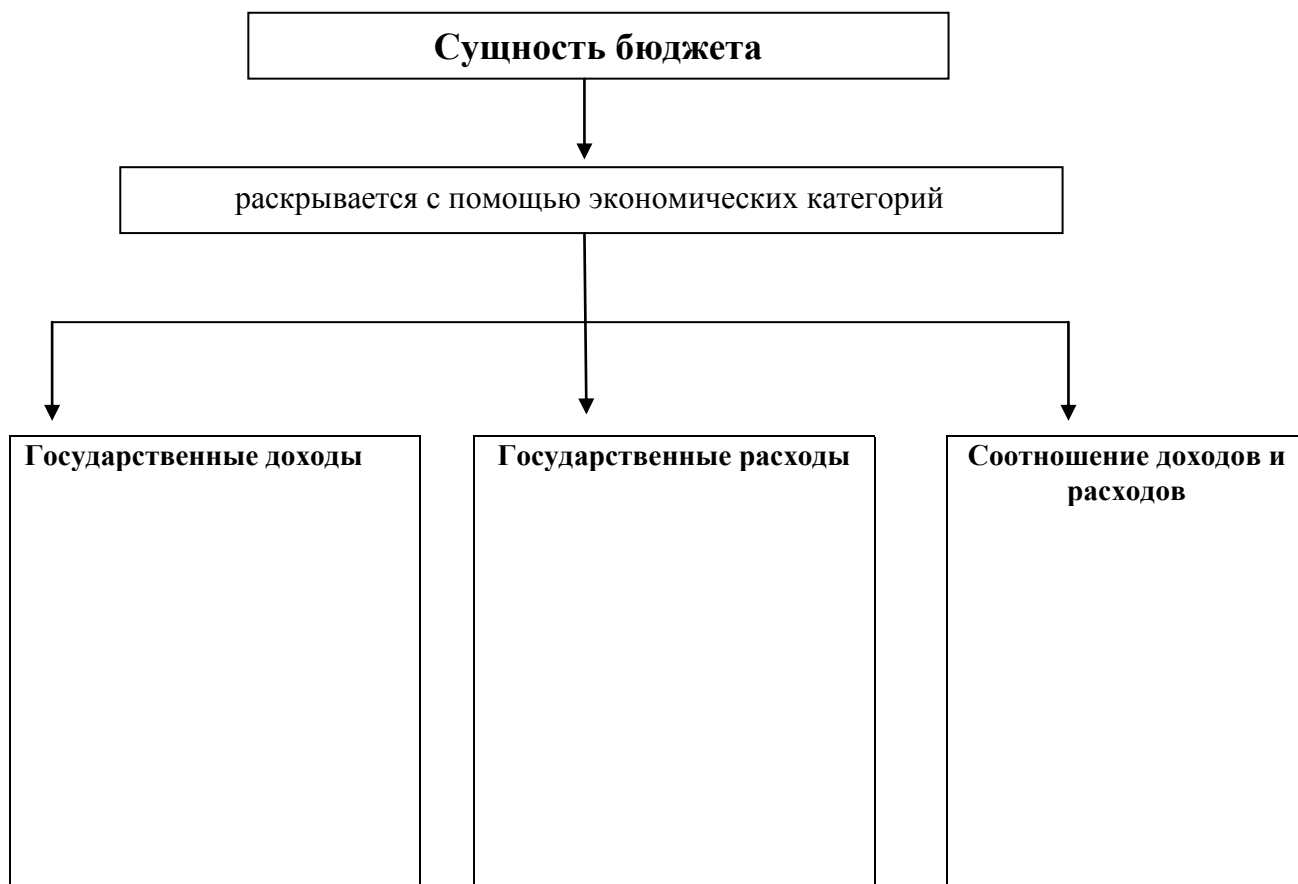 Сущность бюджета
раскрывается с помощью экономических категорий
Государственные доходы
Государственные расходы
Соотношение доходов и
расходов